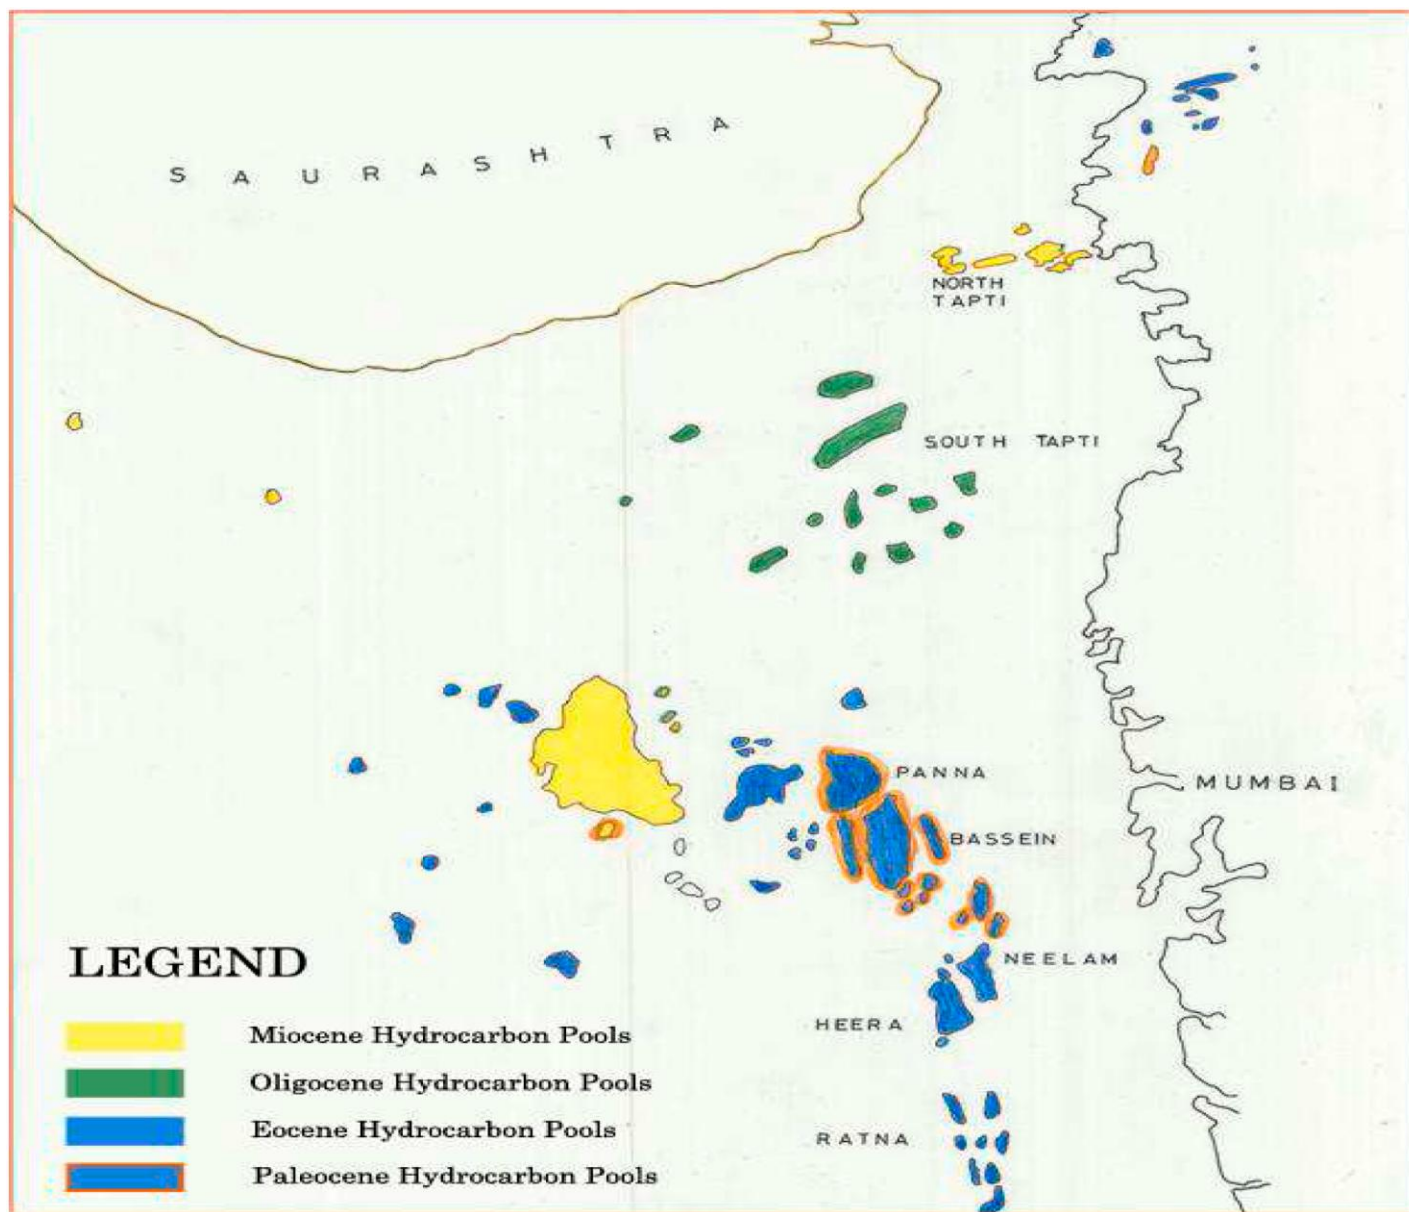 S A U R A S H T R A
NORTH
TAPTI
SOUTH TAPTI
PANNA
MUMBAI
BASSEIN
NEELAM
HEERA
RATNA
LEGEND
Miocene Hydrocarbon Pools
Oligocene Hydrocarbon Pools
Eocene Hydrocarbon Pools
Paleocene Hydrocarbon Pools